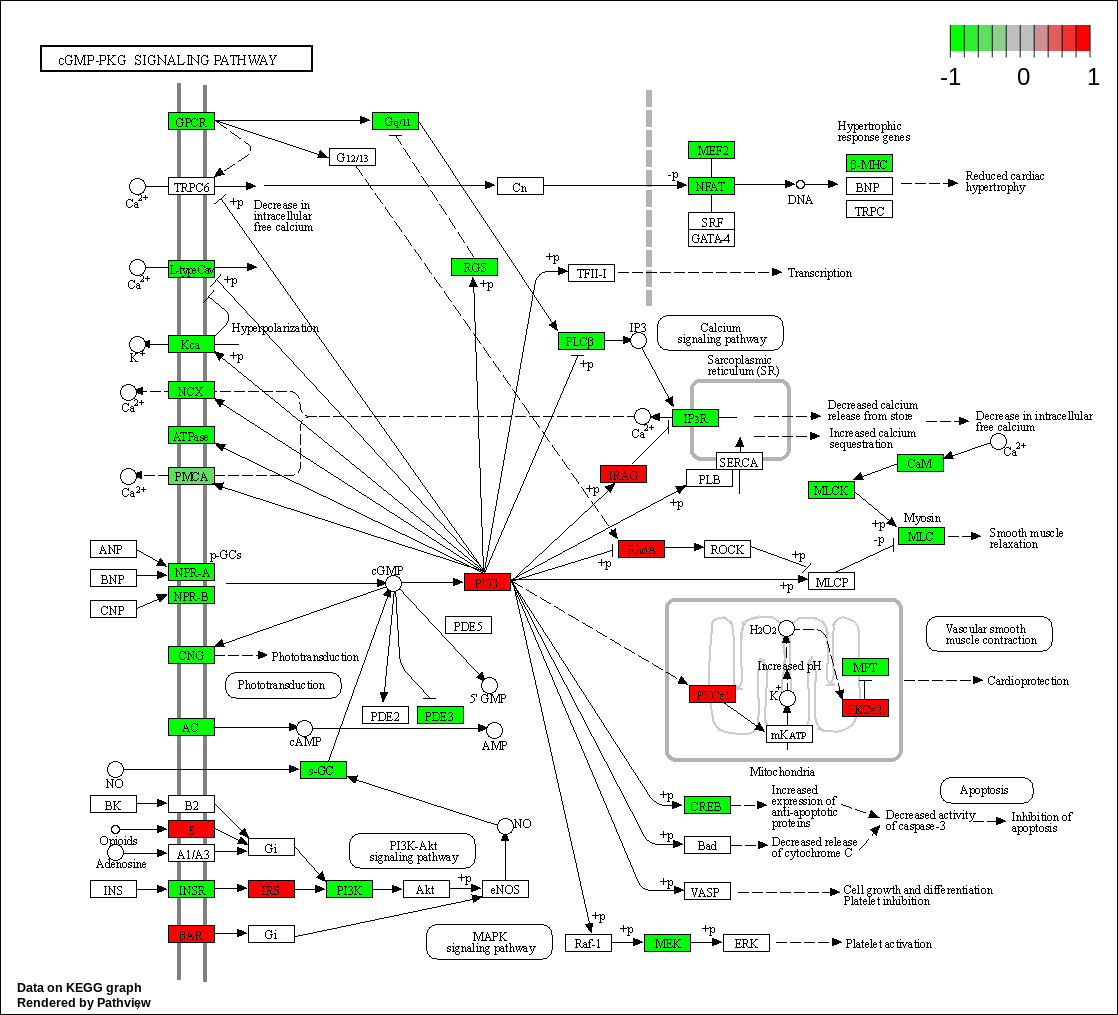 cGMP-PKG SIGNALING PATHWAY
-1 0 1
GPCR
Gq/11
G12/13
TRPC6
Ca2+
+p
Decrease in
intracellular
free calcium
Cn
-p
MEF2
NFAT
SRF
GATA-4
DNA
Hypertrophic
response genes
β-MHC
BNP
TRPC
Reduced cardiac
hypertrophy
L-typeCav
Ca2+
+p
RGS
+p
+p
TFII-I
Transcription
Hyperpolarization
Kca
K+
+p
PLCβ
+p
IP3
Calcium
signaling pathway
Sarcoplasmic
reticulum (SR)
NCX
Ca2+
ATPase
PMCA
Ca2+
Ca2+
IP3R
Decreased calcium
release from store
Increased calcium
sequestration
Decrease in intracellular
free calcium
Ca2+
SERCA
PLB
+p
IRAG
+p
CaM
MLCK
+p
-p
Myosin
MLC
Smooth muscle
relaxation
ANP
BNP
CNP
p-GCs
NPR-A
NPR-B
cGMP
PKG
RhoA
+p
ROCK
+p
MLCP
+p
PDE5
CNG
Phototransduction
Phototransduction
PDE2
PDE3
5' GMP
H2O2
Increased pH
K+
mKATP
PKCε1
PKCε2
MPT
Mitochondria
Vascular smooth
muscle contraction
Cardioprotection
AC
cAMP
AMP
NO
s-GC
BK
B2
Opioids
Adenosine
A1/A3
Gi
NO
PI3K-Akt
signaling pathway
INS
INSR
IRS
PI3K
Akt
+p
eNOS
βAR
Gi
MAPK
signaling pathway
+p
CREB
Increased
expression of
anti-apoptotic
proteins
+p
Bad
Decreased release
of cytochrome C
Decreased activity
of caspase-3
Apoptosis
Inhibition of
apoptosis
+p
VASP
Cell growth and differentiation
Platelet inhibition
+p
Raf-1
+p
MEK
+p
ERK
Platelet activation
Data on KEGG graph
Rendered by Pathview